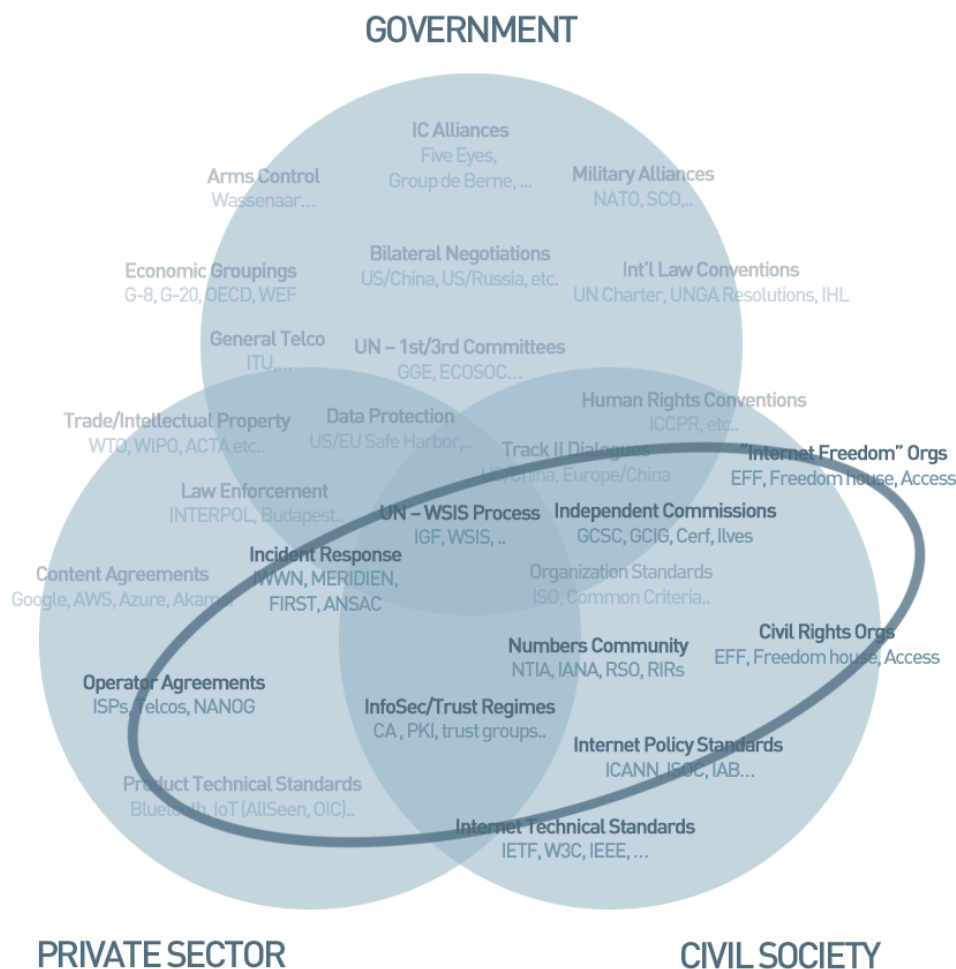 GOVERNMENT
IC Alliances
Five Eyes,
Group de Berne, ...
Arms Control
Wassenaar...
Military Alliances
NATO, SCO,..
Bilateral Negotiations
US/China, US/Russia, etc.
Economic Groupings
G-8, G-20, OECD, WEF
Int'l Law Conventions
UN Charter, UNGA Resolutions, IHL
General Telco
ITU,...
UN – 1st/3rd Committees
GGE, ECOSOC...
Human Rights Conventions
ICCPR, etc..
Trade/Intellectual Property
WTO, WIPO, ACTA etc..
Data Protection
US/EU Safe Harbor,..
Track II Dialogues
US/China, Europe/China
"Internet Freedom" Orgs
EFF, Freedom house, Access
Law Enforcement
INTERPOL, Budapest..
UN – WSIS Process
IGF, WSIS, ..
Independent Commissions
GCSC, GCIG, Cerf, Ilves
Incident Response
IWWN, MERIDIEN,
FIRST, ANSAC
Content Agreements
Google, AWS, Azure, Akamai
Organization Standards
ISO, Common Criteria..
Numbers Community
NTIA, IANA, RSO, RIRs
Civil Rights Orgs
EFF, Freedom house, Access
Operator Agreements
ISPs, Telcos, NANOG
InfoSec/Trust Regimes
CA , PKI, trust groups..
Internet Policy Standards
ICANN, ISOC, IAB...
Product Technical Standards
Bluetooth, IoT (AllSeen, OIC)..
Internet Technical Standards
IETF, W3C, IEEE, ...
PRIVATE SECTOR
CIVIL SOCIETY